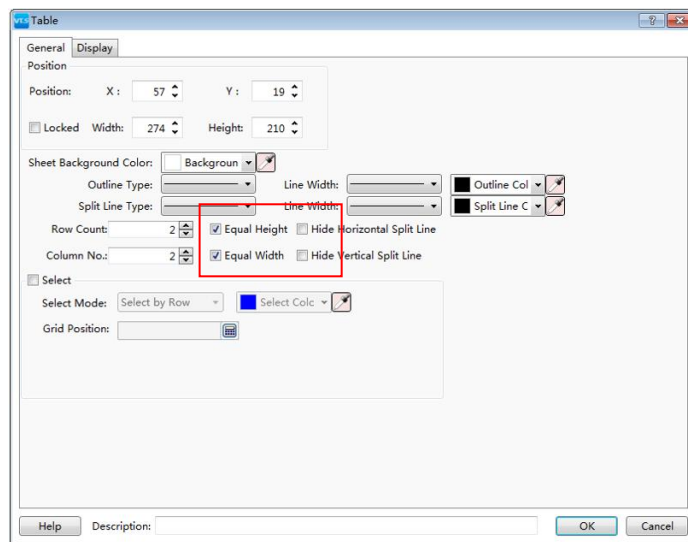 VT.S Table
General Display
Position
Position: X : 57 Y : 19
Locked Width: 274 Height: 210
Sheet Background Color: Backgroun
Outline Type: Line Width: Outline Col
Split Line Type: Line Width: Split Line C
Row Count: 2 Equal Height Hide Horizontal Split Line
Column No.: 2 Equal Width Hide Vertical Split Line
Select
Select Mode: Select by Row Select Colc
Grid Position:
Help Description: OK Cancel